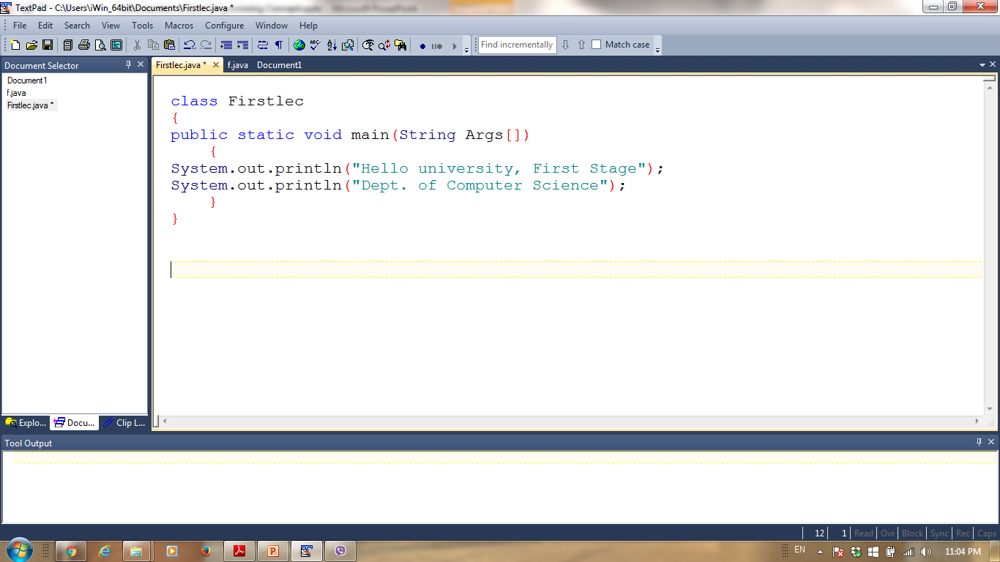 TextPad - C:\Users\iWin_64bit\Documents\Firstlec.java *
File Edit Search View Tools Macros Configure Window Help
Find incrementally Match case
Document Selector
Document1
f.java
Firstlec.java *
Firstlec.java * f.java Document1
class Firstlec
{
public static void main(String Args[])
{
System.out.println("Hello university, First Stage");
System.out.println("Dept. of Computer Science");
}
}
Explo... Docu... Clip L...
Tool Output
12 1 Read Ovr Block Sync Rec Caps
EN 11:04 PM